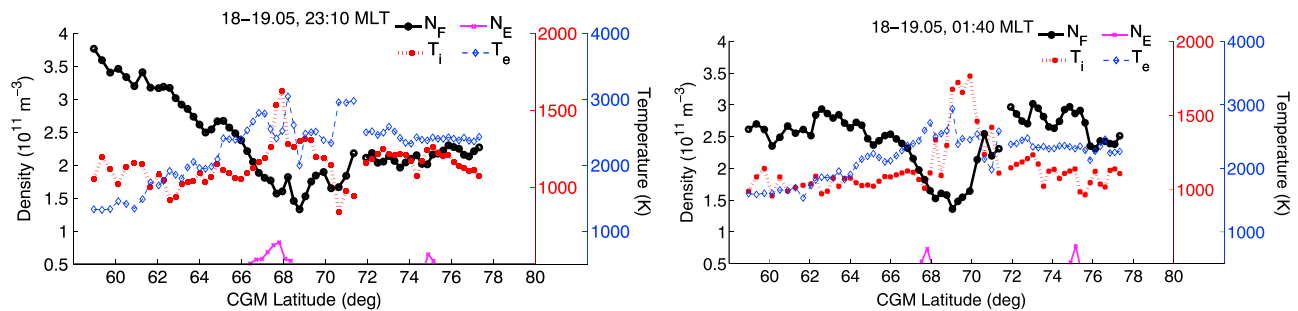 18-19.05, 23:10 MLT
N_F N_E
T_i T_e
4
3.5
3
2.5
2
1.5
1
0.5
Density (10^11 m^-3)
60 62 64 66 68 70 72 74 76 78 80
CGM Latitude (deg)
2000
1500
1000
4000
3000
2000
1000
Temperature (K)
18-19.05, 01:40 MLT
N_F N_E
T_i T_e
4
3.5
3
2.5
2
1.5
1
0.5
Density (10^11 m^-3)
60 62 64 66 68 70 72 74 76 78 80
CGM Latitude (deg)
2000
1500
1000
4000
3000
2000
1000
Temperature (K)